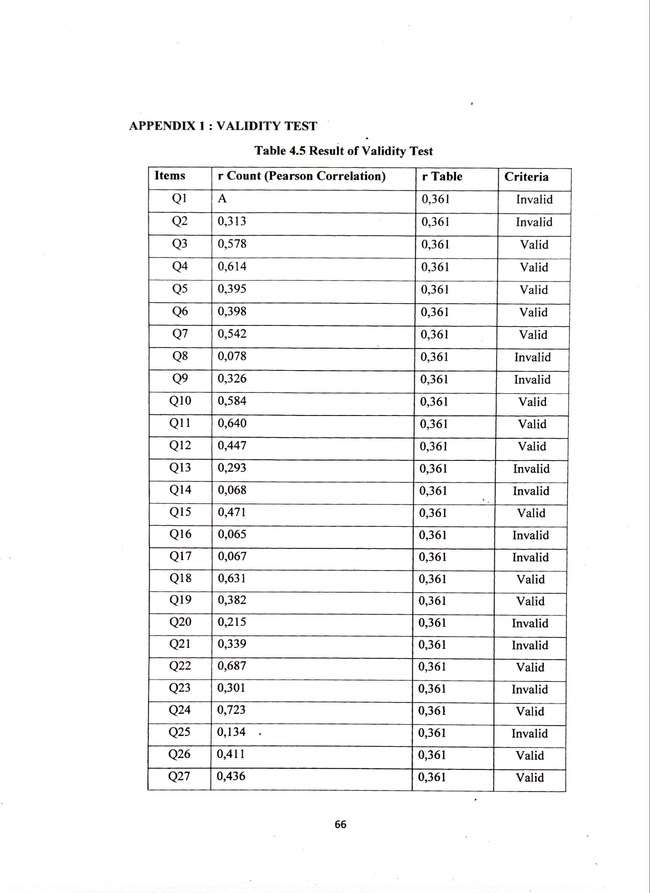 APPENDIX 1 : VALIDITY TEST
Table 4.5 Result of Validity Test
Items r Count (Pearson Correlation) r Table Criteria
Q1 A 0,361 Invalid
Q2 0,313 0,361 Invalid
Q3 0,578 0,361 Valid
Q4 0,614 0,361 Valid
Q5 0,395 0,361 Valid
Q6 0,398 0,361 Valid
Q7 0,542 0,361 Valid
Q8 0,078 0,361 Invalid
Q9 0,326 0,361 Invalid
Q10 0,584 0,361 Valid
Q11 0,640 0,361 Valid
Q12 0,447 0,361 Valid
Q13 0,293 0,361 Invalid
Q14 0,068 0,361 Invalid
Q15 0,471 0,361 Valid
Q16 0,065 0,361 Invalid
Q17 0,067 0,361 Invalid
Q18 0,631 0,361 Valid
Q19 0,382 0,361 Valid
Q20 0,215 0,361 Invalid
Q21 0,339 0,361 Invalid
Q22 0,687 0,361 Valid
Q23 0,301 0,361 Invalid
Q24 0,723 0,361 Valid
Q25 0,134 0,361 Invalid
Q26 0,411 0,361 Valid
Q27 0,436 0,361 Valid
66